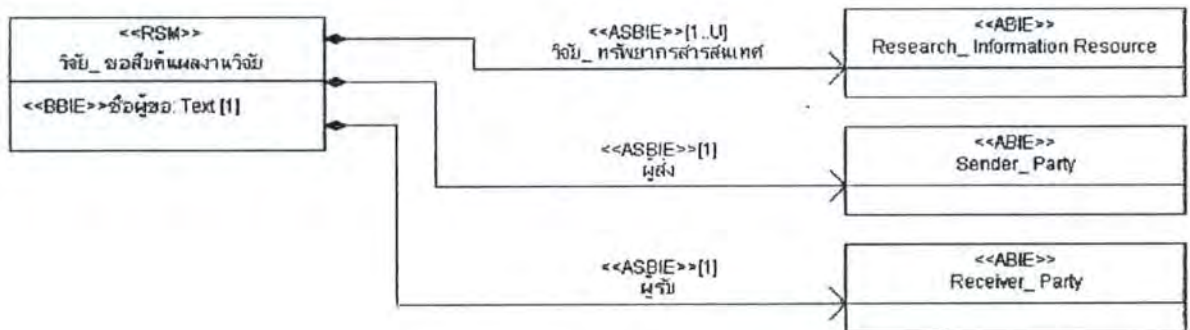 <<RSM>>
วิจัย_ ขอสืบค้นผลงานวิจัย
<<BBIE>>ชื่อผู้ขอ: Text [1]
<<ASBIE>>[1..U]
วิจัย_ ทรัพยากรสารสนเทศ
<<ABIE>>
Research_ Information Resource
<<ASBIE>>[1]
ผู้ส่ง
<<ABIE>>
Sender_ Party
<<ASBIE>>[1]
ผู้รับ
<<ABIE>>
Receiver_ Party